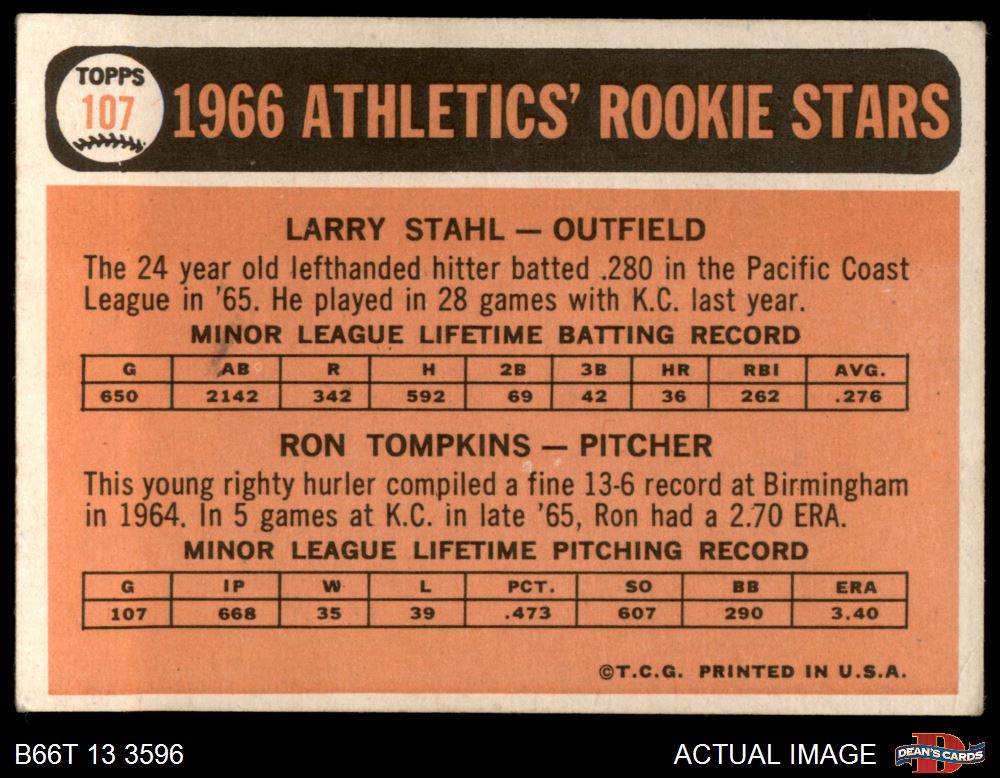 TOPPS
107
1966 ATHLETICS' ROOKIE STARS
LARRY STAHL — OUTFIELD
The 24 year old lefthanded hitter batted .280 in the Pacific Coast
League in '65. He played in 28 games with K.C. last year.
MINOR LEAGUE LIFETIME BATTING RECORD
G AB R H 2B 3B HR RBI AVG.
650 2142 342 592 69 42 36 262 .276
RON TOMPKINS — PITCHER
This young righty hurler compiled a fine 13-6 record at Birmingham
in 1964. In 5 games at K.C. in late '65, Ron had a 2.70 ERA.
MINOR LEAGUE LIFETIME PITCHING RECORD
G IP W L PCT. SO BB ERA
107 668 35 39 .473 607 290 3.40
©T.C.G. PRINTED IN U.S.A.
B66T 13 3596
ACTUAL IMAGE
DEAN'S CARDS